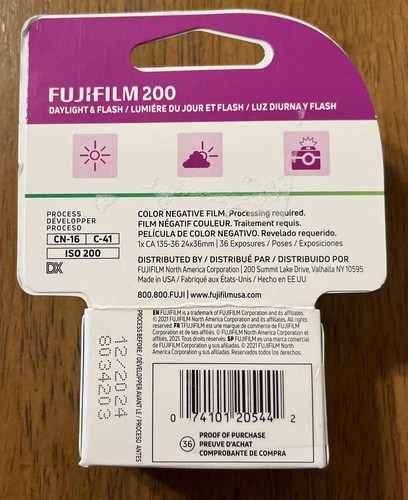 FUJIFILM 200
DAYLIGHT & FLASH / LUMIÈRE DU JOUR ET FLASH / LUZ DIURNA Y FLASH
PROCESS
DÉVELOPPER
PROCESO
CN-16 C-41
ISO 200
DX
COLOR NEGATIVE FILM. Processing required.
FILM NÉGATIF COULEUR. Traitement requis.
PELÍCULA DE COLOR NEGATIVO. Revelado requerido.
1x CA 135-36 24x36mm | 36 Exposures / Poses / Exposiciones
DISTRIBUTED BY / DISTRIBUÉ PAR / DISTRIBUIDO POR
FUJIFILM North America Corporation | 200 Summit Lake Drive, Valhalla NY 10595
Made in USA / Fabriqué aux États-Unis / Hecho en EE.UU
800.800.FUJI | www.fujifilmusa.com
EN FUJIFILM is a trademark of FUJIFILM Corporation and its affiliates.
© 2021 FUJIFILM North America Corporation and its affiliates. All rights
reserved. FR FUJIFILM est une marque de commerce de FUJIFILM
Corporation et de ses affiliés. © 2021 FUJIFILM North America Corporation et ses
affiliés, 2021. Tous droits réservés. SP FUJIFILM es una marca comercial
de FUJIFILM Corporation y sus afiliadas. © 2021 FUJIFILM North America
Corporation y sus afiliadas. Reservados todos los derechos.
PROCESS BEFORE / DÉVELOPPER AVANT LE / PROCESO ANTES
12/2024
8034203
0 74101 20544 2
36
PROOF OF PURCHASE
PREUVE D'ACHAT
COMPROBANTE DE COMPRA